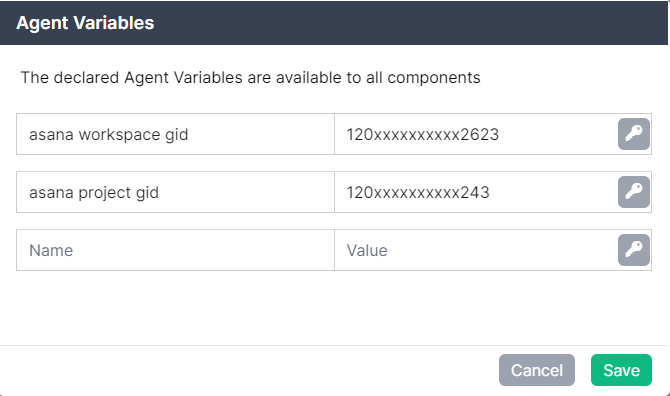 Agent Variables
The declared Agent Variables are available to all components
asana workspace gid 120xxxxxxxxxx2623
asana project gid 120xxxxxxxxxx243
Name Value
Cancel Save